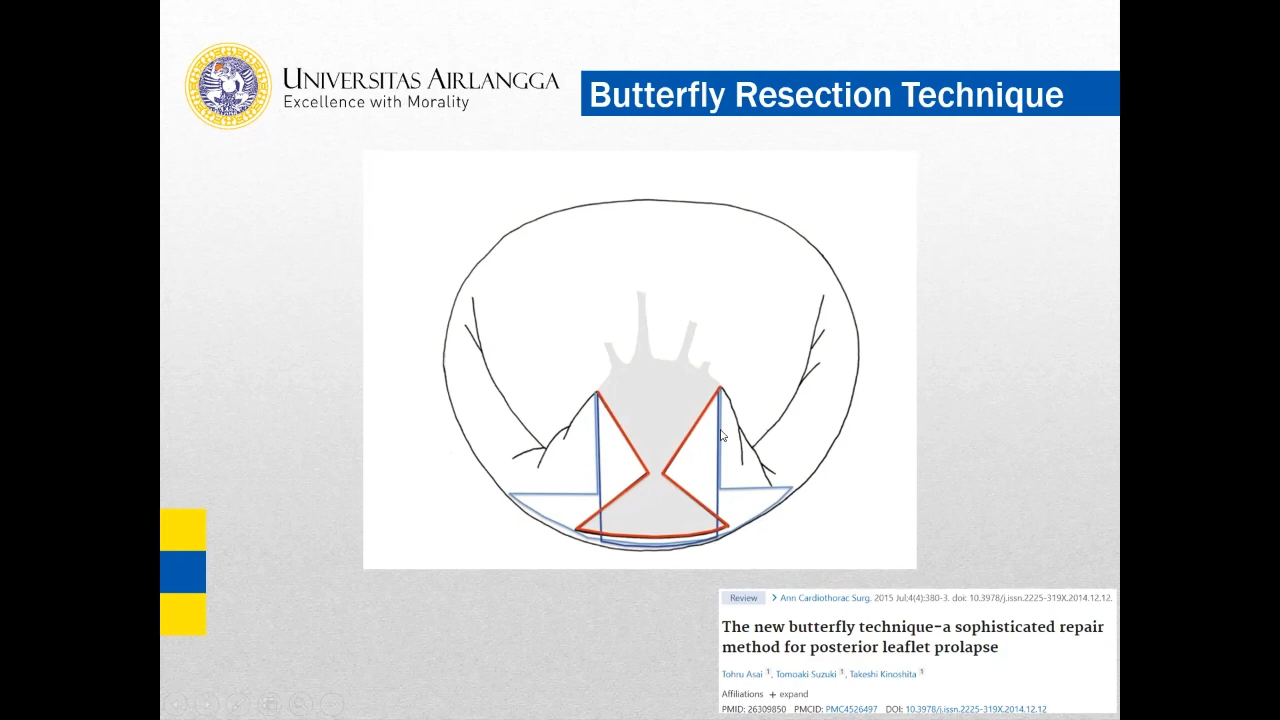 UNIVERSITAS AIRLANGGA
Excellence with Morality
Butterfly Resection Technique
Review > Ann Cardiothorac Surg. 2015 Jul;4(4):380-3. doi: 10.3978/j.issn.2225-319X.2014.12.12.
The new butterfly technique-a sophisticated repair
method for posterior leaflet prolapse
Tohru Asai 1, Tomoaki Suzuki 1, Takeshi Kinoshita 1
Affiliations + expand
PMID: 26309850 PMCID: PMC4526497 DOI: 10.3978/j.issn.2225-319X.2014.12.12